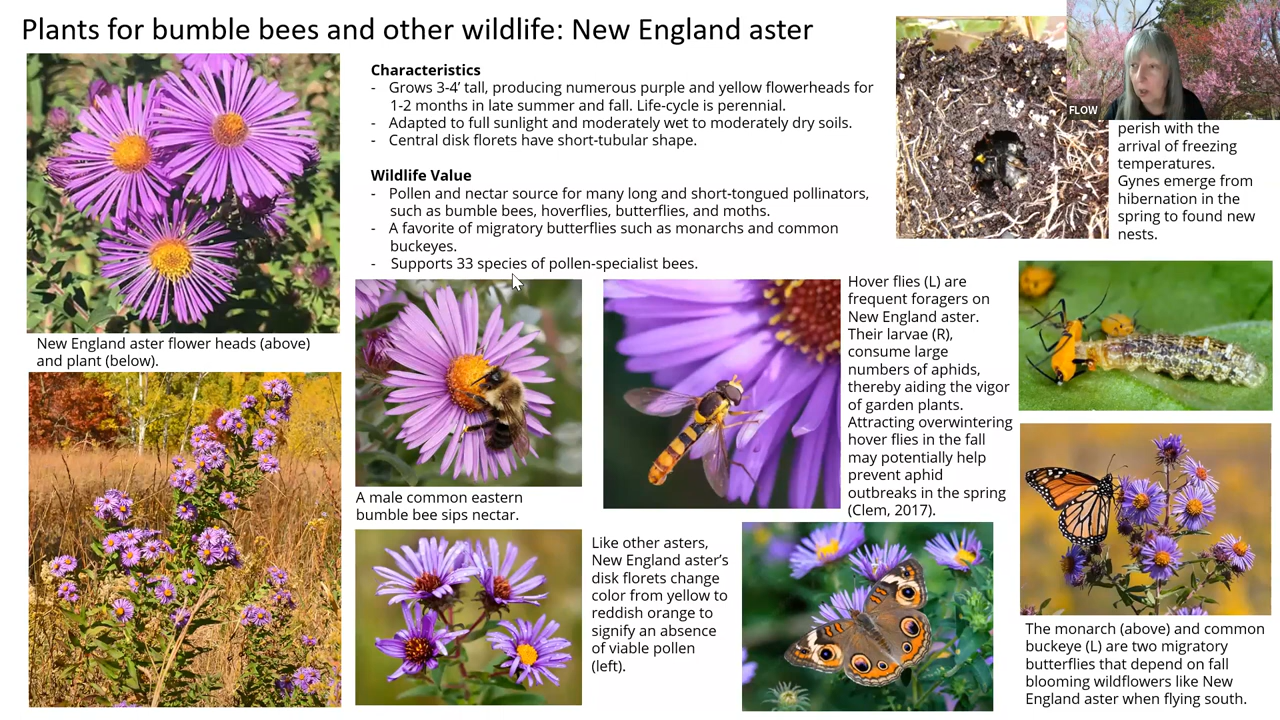 Plants for bumble bees and other wildlife: New England aster
Characteristics
- Grows 3-4’ tall, producing numerous purple and yellow flowerheads for
1-2 months in late summer and fall. Life-cycle is perennial.
- Adapted to full sunlight and moderately wet to moderately dry soils.
- Central disk florets have short-tubular shape.
Wildlife Value
- Pollen and nectar source for many long and short-tongued pollinators,
such as bumble bees, hoverflies, butterflies, and moths.
- A favorite of migratory butterflies such as monarchs and common
buckeyes.
- Supports 33 species of pollen-specialist bees.
FLOW
perish with the
arrival of freezing
temperatures.
Gynes emerge from
hibernation in the
spring to found new
nests.
New England aster flower heads (above)
and plant (below).
A male common eastern
bumble bee sips nectar.
Hover flies (L) are
frequent foragers on
New England aster.
Their larvae (R),
consume large
numbers of aphids,
thereby aiding the vigor
of garden plants.
Attracting overwintering
hover flies in the fall
may potentially help
prevent aphid
outbreaks in the spring
(Clem, 2017).
Like other asters,
New England aster’s
disk florets change
color from yellow to
reddish orange to
signify an absence
of viable pollen
(left).
The monarch (above) and common
buckeye (L) are two migratory
butterflies that depend on fall
blooming wildflowers like New
England aster when flying south.